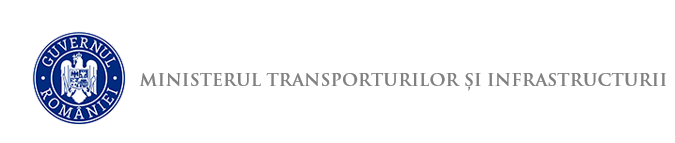 GUVERNUL
ROMÂNIEI
MINISTERUL TRANSPORTURILOR ȘI INFRASTRUCTURII